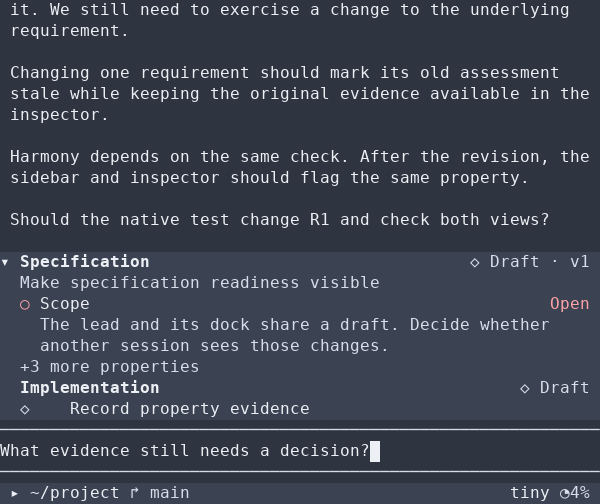 it. We still need to exercise a change to the underlying
requirement.
Changing one requirement should mark its old assessment
stale while keeping the original evidence available in the
inspector.
Harmony depends on the same check. After the revision, the
sidebar and inspector should flag the same property.
Should the native test change R1 and check both views?
▾ Specification ◇ Draft · v1
Make specification readiness visible
○ Scope Open
The lead and its dock share a draft. Decide whether
another session sees those changes.
+3 more properties
Implementation ◇ Draft
◇ Record property evidence
What evidence still needs a decision?
▸ ~/project ↱ main tiny ◔4%